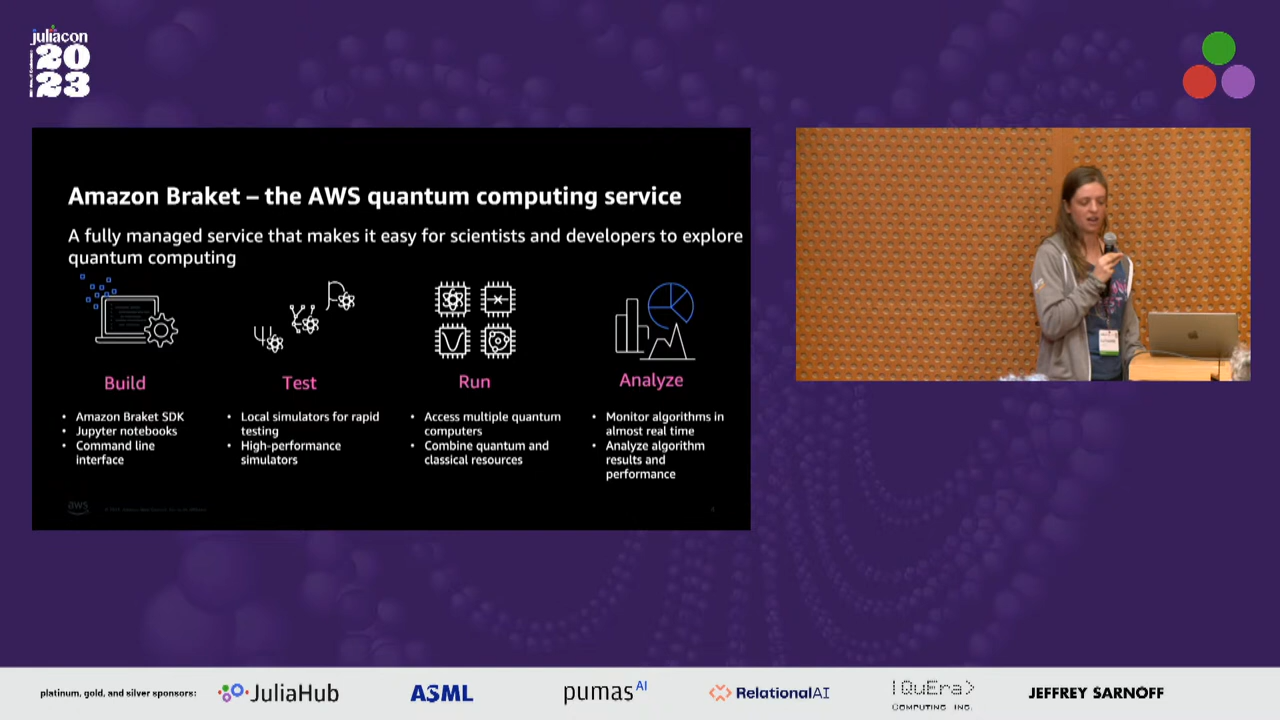 juliacon
2023
Amazon Braket – the AWS quantum computing service
A fully managed service that makes it easy for scientists and developers to explore
quantum computing
Build
• Amazon Braket SDK
• Jupyter notebooks
• Command line
interface
Test
• Local simulators for rapid
testing
• High-performance
simulators
Run
• Access multiple quantum
computers
• Combine quantum and
classical resources
Analyze
• Monitor algorithms in
almost real time
• Analyze algorithm
results and
performance
aws
platinum, gold, and silver sponsors:
JuliaHub
ASML
pumasAI
RelationalAI
|QuEra>
COMPUTING INC.
JEFFREY SARNOFF